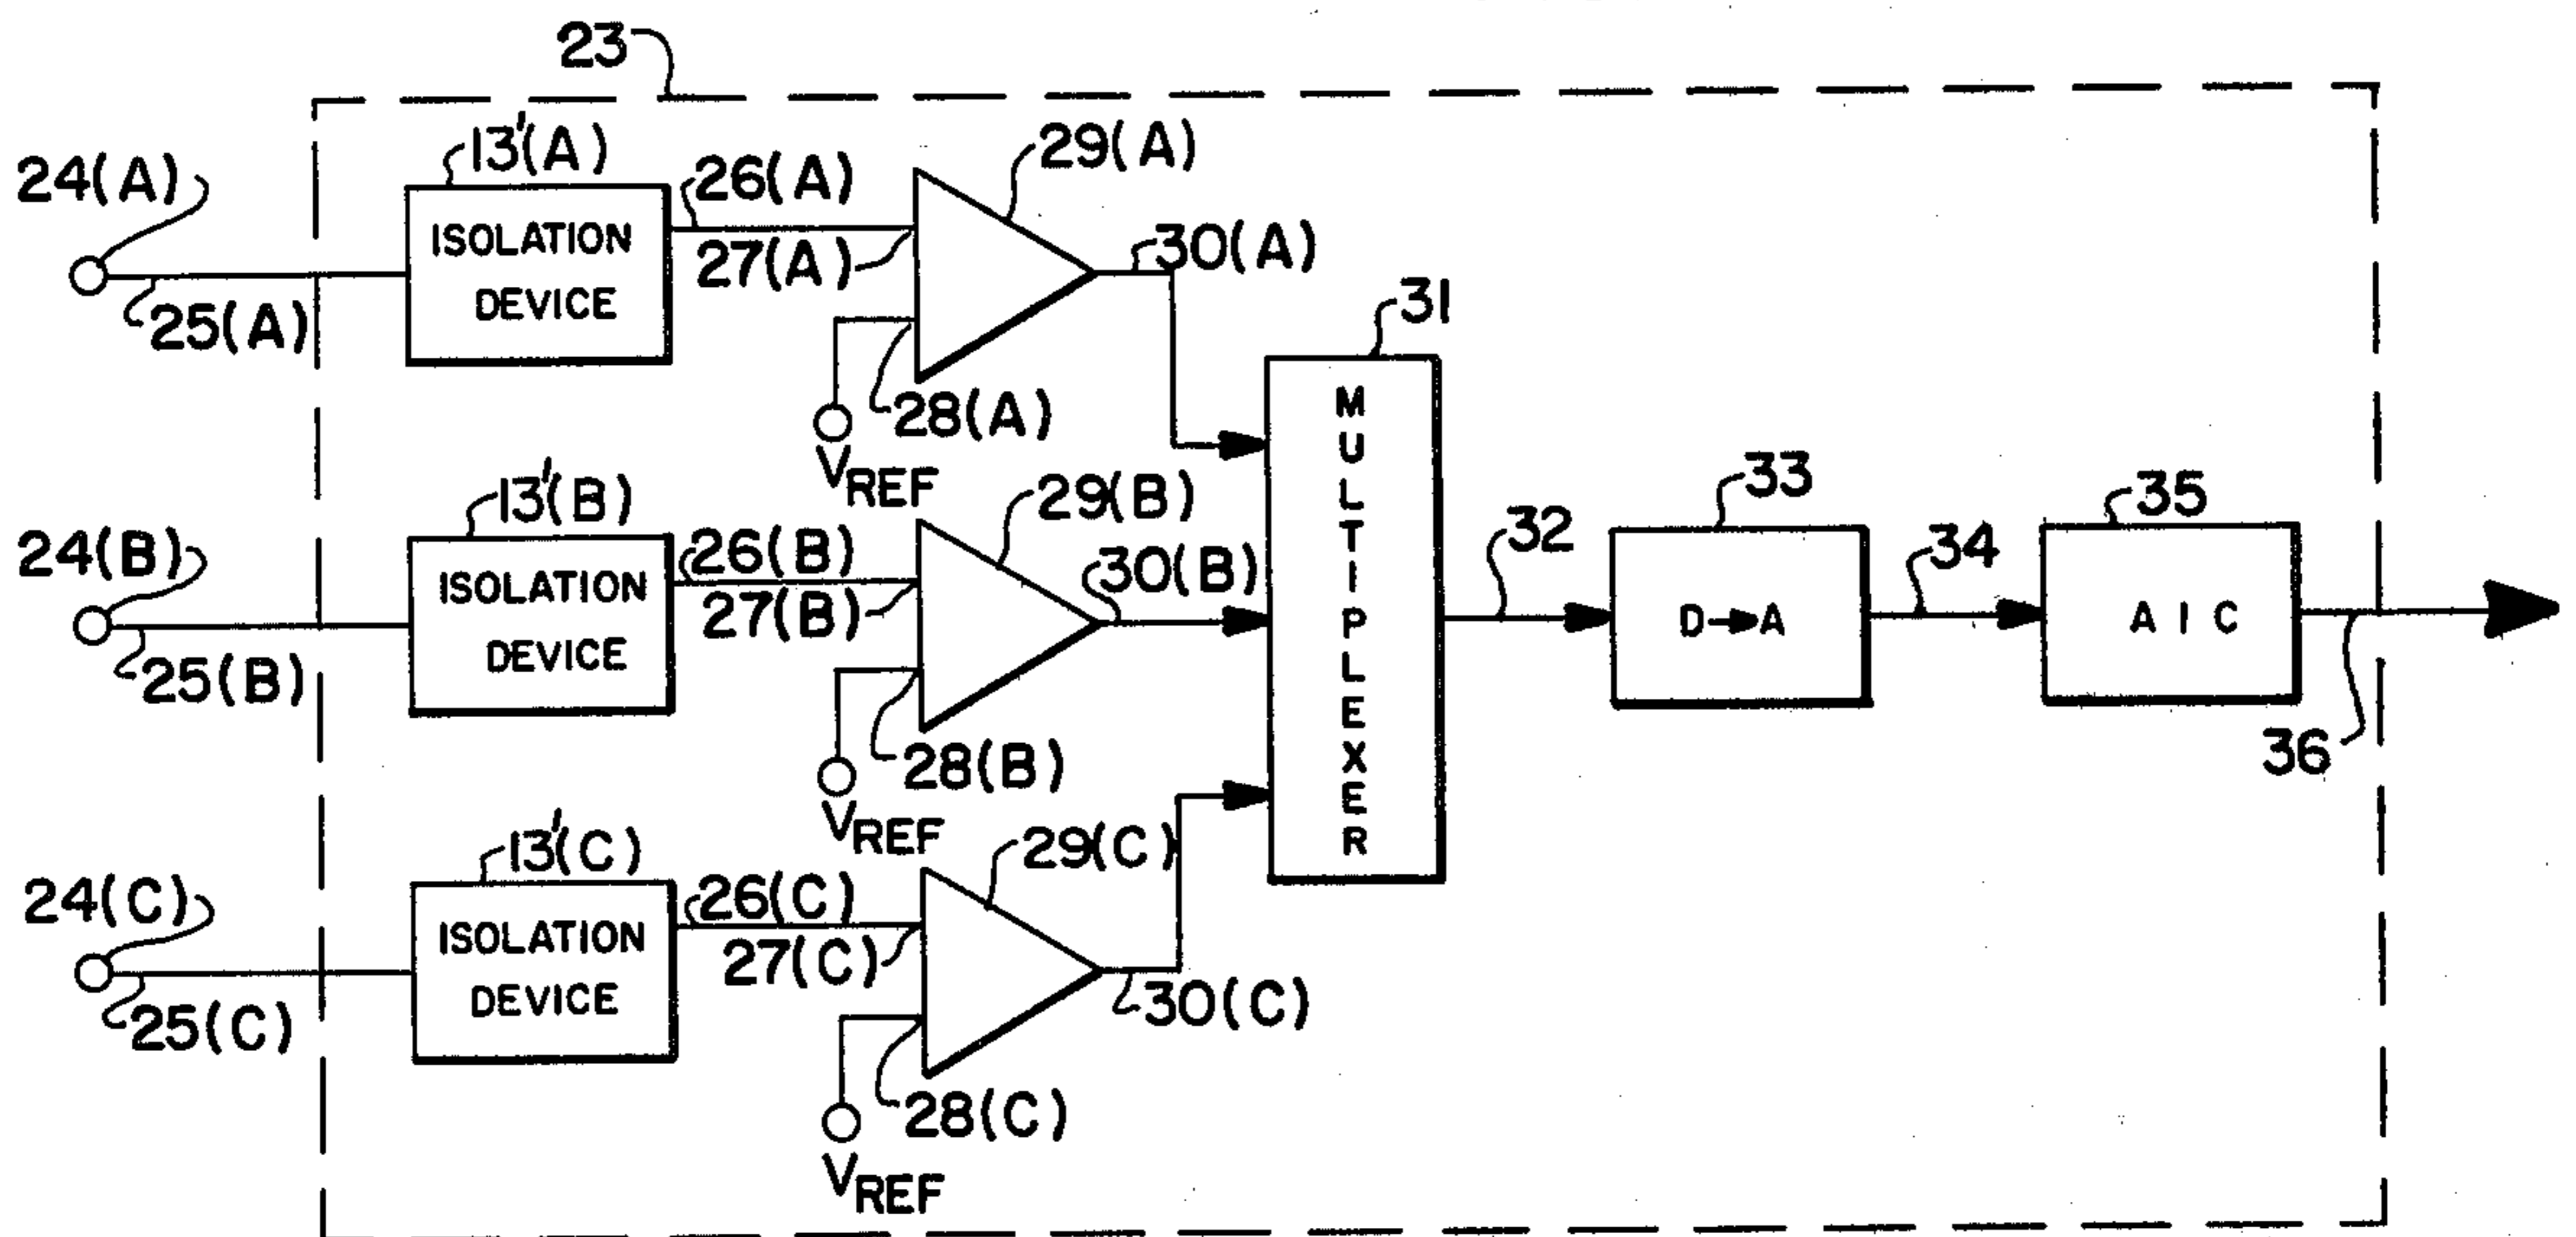 23
24(A)
13'(A)
26(A)
29(A)
ISOLATION
DEVICE
25(A)
27(A)
30(A)
28(A)
VREF
31
MULTIPLEXER
24(B)
13'(B)
26(B)
29(B)
ISOLATION
DEVICE
25(B)
27(B)
30(B)
28(B)
VREF
32
33
D→A
34
35
AIC
36
24(C)
13'(C)
26(C)
29(C)
ISOLATION
DEVICE
25(C)
27(C)
30(C)
28(C)
VREF